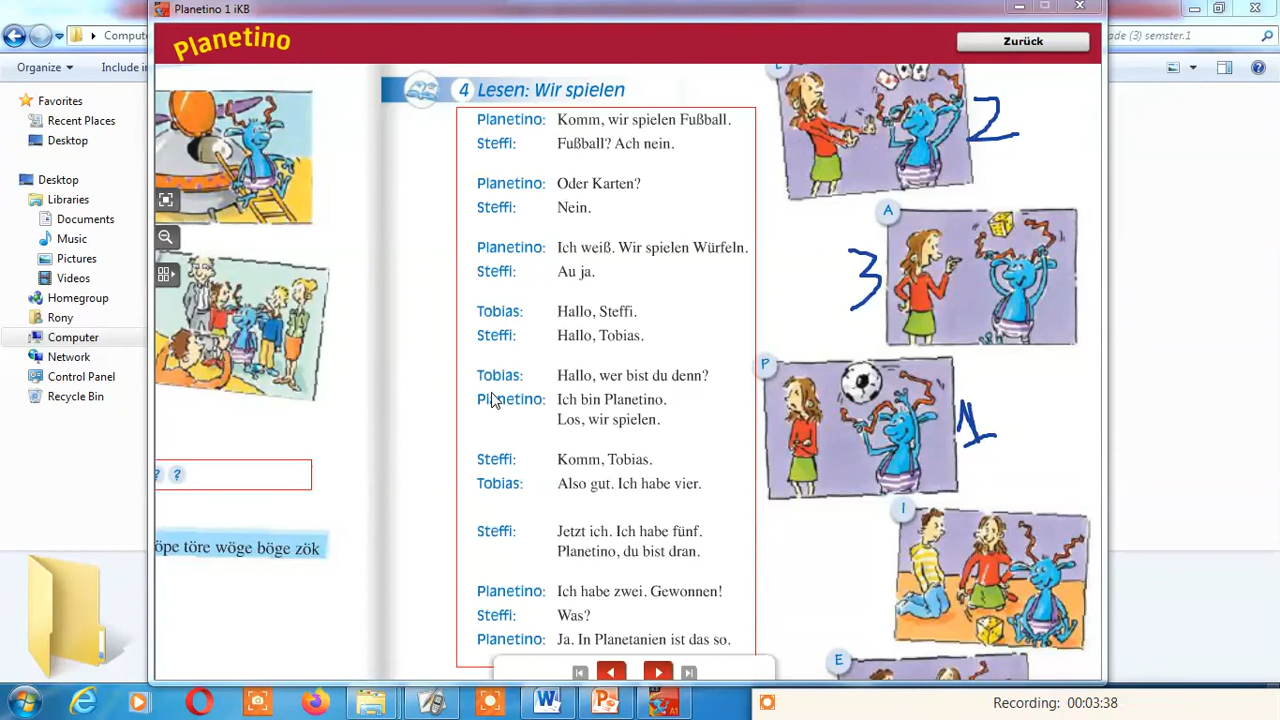 Planetino 1 iKB
Planetino
Zurück
Comput
ade (3) semster.1
Organize
Include in
Favorites
Recent Places
Desktop
Desktop
Libraries
Documents
Music
Pictures
Videos
Homegroup
Rony
Computer
Network
Control Panel
Recycle Bin
? ?
öpe töre wöge böge zök
4 Lesen: Wir spielen
Planetino: Komm, wir spielen Fußball.
Steffi: Fußball? Ach nein.
Planetino: Oder Karten?
Steffi: Nein.
Planetino: Ich weiß. Wir spielen Würfeln.
Steffi: Au ja.
Tobias: Hallo, Steffi.
Steffi: Hallo, Tobias.
Tobias: Hallo, wer bist du denn?
Planetino: Ich bin Planetino.
Los, wir spielen.
Steffi: Komm, Tobias.
Tobias: Also gut. Ich habe vier.
Steffi: Jetzt ich. Ich habe fünf.
Planetino, du bist dran.
Planetino: Ich habe zwei. Gewonnen!
Steffi: Was?
Planetino: Ja. In Planetanien ist das so.
2
A
3
P
1
I
E
Recording: 00:03:38